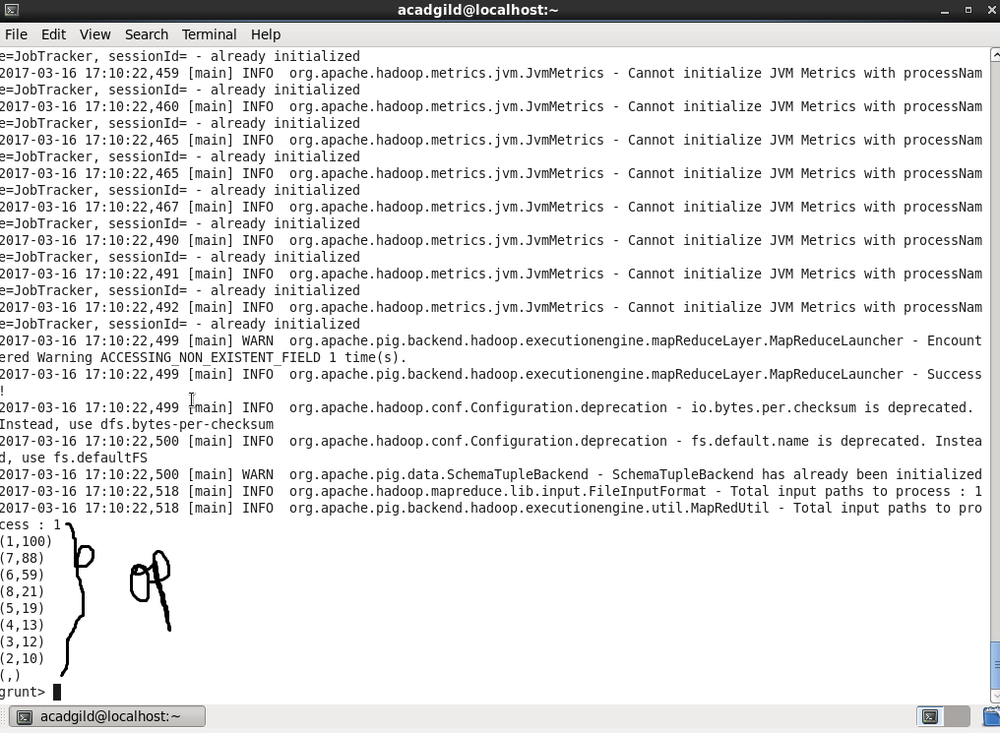 acadgild@localhost:~
File Edit View Search Terminal Help
e=JobTracker, sessionId= - already initialized
2017-03-16 17:10:22,459 [main] INFO  org.apache.hadoop.metrics.jvm.JvmMetrics - Cannot initialize JVM Metrics with processNam
e=JobTracker, sessionId= - already initialized
2017-03-16 17:10:22,460 [main] INFO  org.apache.hadoop.metrics.jvm.JvmMetrics - Cannot initialize JVM Metrics with processNam
e=JobTracker, sessionId= - already initialized
2017-03-16 17:10:22,465 [main] INFO  org.apache.hadoop.metrics.jvm.JvmMetrics - Cannot initialize JVM Metrics with processNam
e=JobTracker, sessionId= - already initialized
2017-03-16 17:10:22,465 [main] INFO  org.apache.hadoop.metrics.jvm.JvmMetrics - Cannot initialize JVM Metrics with processNam
e=JobTracker, sessionId= - already initialized
2017-03-16 17:10:22,467 [main] INFO  org.apache.hadoop.metrics.jvm.JvmMetrics - Cannot initialize JVM Metrics with processNam
e=JobTracker, sessionId= - already initialized
2017-03-16 17:10:22,490 [main] INFO  org.apache.hadoop.metrics.jvm.JvmMetrics - Cannot initialize JVM Metrics with processNam
e=JobTracker, sessionId= - already initialized
2017-03-16 17:10:22,491 [main] INFO  org.apache.hadoop.metrics.jvm.JvmMetrics - Cannot initialize JVM Metrics with processNam
e=JobTracker, sessionId= - already initialized
2017-03-16 17:10:22,492 [main] INFO  org.apache.hadoop.metrics.jvm.JvmMetrics - Cannot initialize JVM Metrics with processNam
e=JobTracker, sessionId= - already initialized
2017-03-16 17:10:22,499 [main] WARN  org.apache.pig.backend.hadoop.executionengine.mapReduceLayer.MapReduceLauncher - Encount
ered Warning ACCESSING_NON_EXISTENT_FIELD 1 time(s).
2017-03-16 17:10:22,499 [main] INFO  org.apache.pig.backend.hadoop.executionengine.mapReduceLayer.MapReduceLauncher - Success
!
2017-03-16 17:10:22,499 [main] INFO  org.apache.hadoop.conf.Configuration.deprecation - io.bytes.per.checksum is deprecated.
Instead, use dfs.bytes-per-checksum
2017-03-16 17:10:22,500 [main] INFO  org.apache.hadoop.conf.Configuration.deprecation - fs.default.name is deprecated. Instea
d, use fs.defaultFS
2017-03-16 17:10:22,500 [main] WARN  org.apache.pig.data.SchemaTupleBackend - SchemaTupleBackend has already been initialized
2017-03-16 17:10:22,518 [main] INFO  org.apache.hadoop.mapreduce.lib.input.FileInputFormat - Total input paths to process : 1
2017-03-16 17:10:22,518 [main] INFO  org.apache.pig.backend.hadoop.executionengine.util.MapRedUtil - Total input paths to pro
cess : 1
(1,100)
(7,88)
(6,59)
(8,21)
op
(5,19)
(4,13)
(3,12)
(2,10)
(,)
grunt>
acadgild@localhost:~